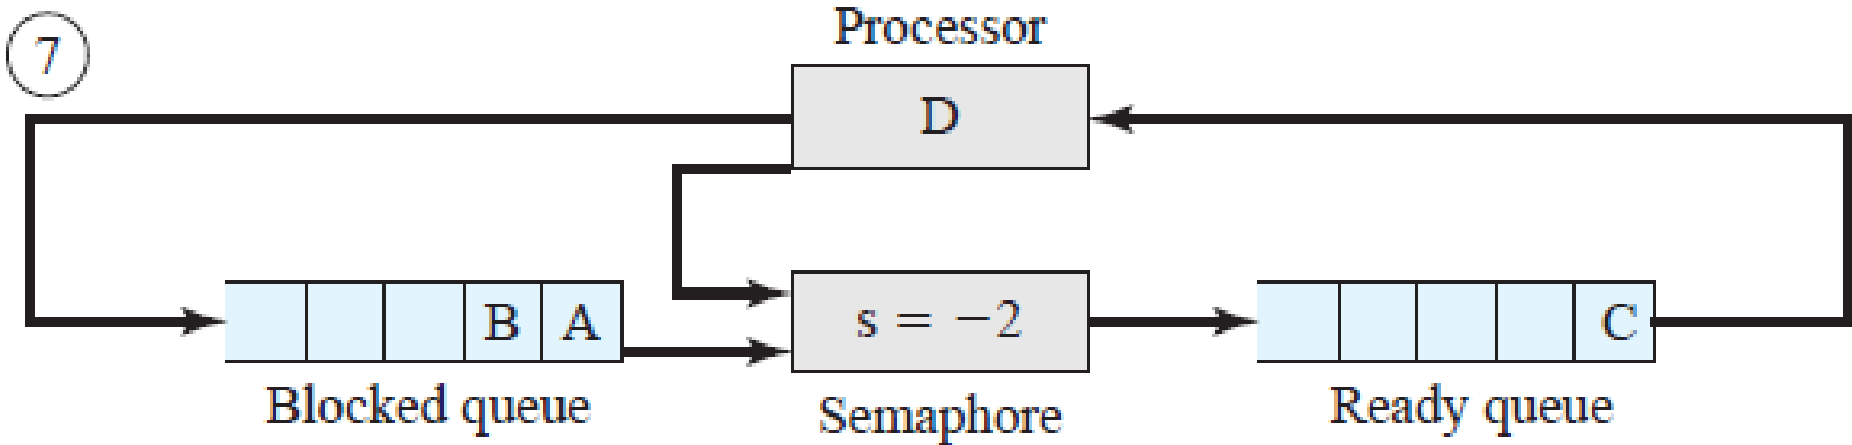 7
Processor
D
B A
s = −2
C
Blocked queue
Semaphore
Ready queue